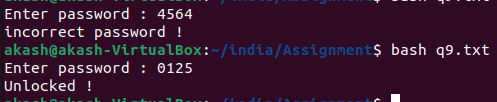 Enter password : 4564
incorrect password !
akash@akash-VirtualBox:~/india/Assignment$ bash q9.txt
Enter password : 0125
Unlocked !